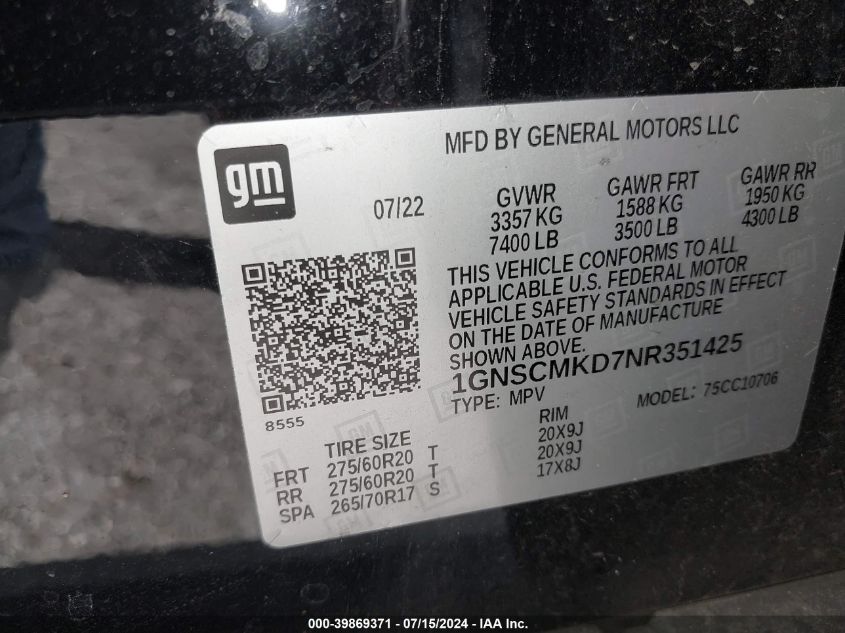 MFD BY GENERAL MOTORS LLC
gm
07/22
GVWR GAWR FRT GAWR RR
3357 KG 1588 KG 1950 KG
7400 LB 3500 LB 4300 LB
THIS VEHICLE CONFORMS TO ALL
APPLICABLE U.S. FEDERAL MOTOR
VEHICLE SAFETY STANDARDS IN EFFECT
ON THE DATE OF MANUFACTURE
SHOWN ABOVE.
1GNSCMKD7NR351425
TYPE: MPV MODEL: 75CC10706
8555
TIRE SIZE RIM
FRT 275/60R20 T 20X9J
RR 275/60R20 T 20X9J
SPA 265/70R17 S 17X8J
000-39869371 / 07/15/2024 - IAA Inc.